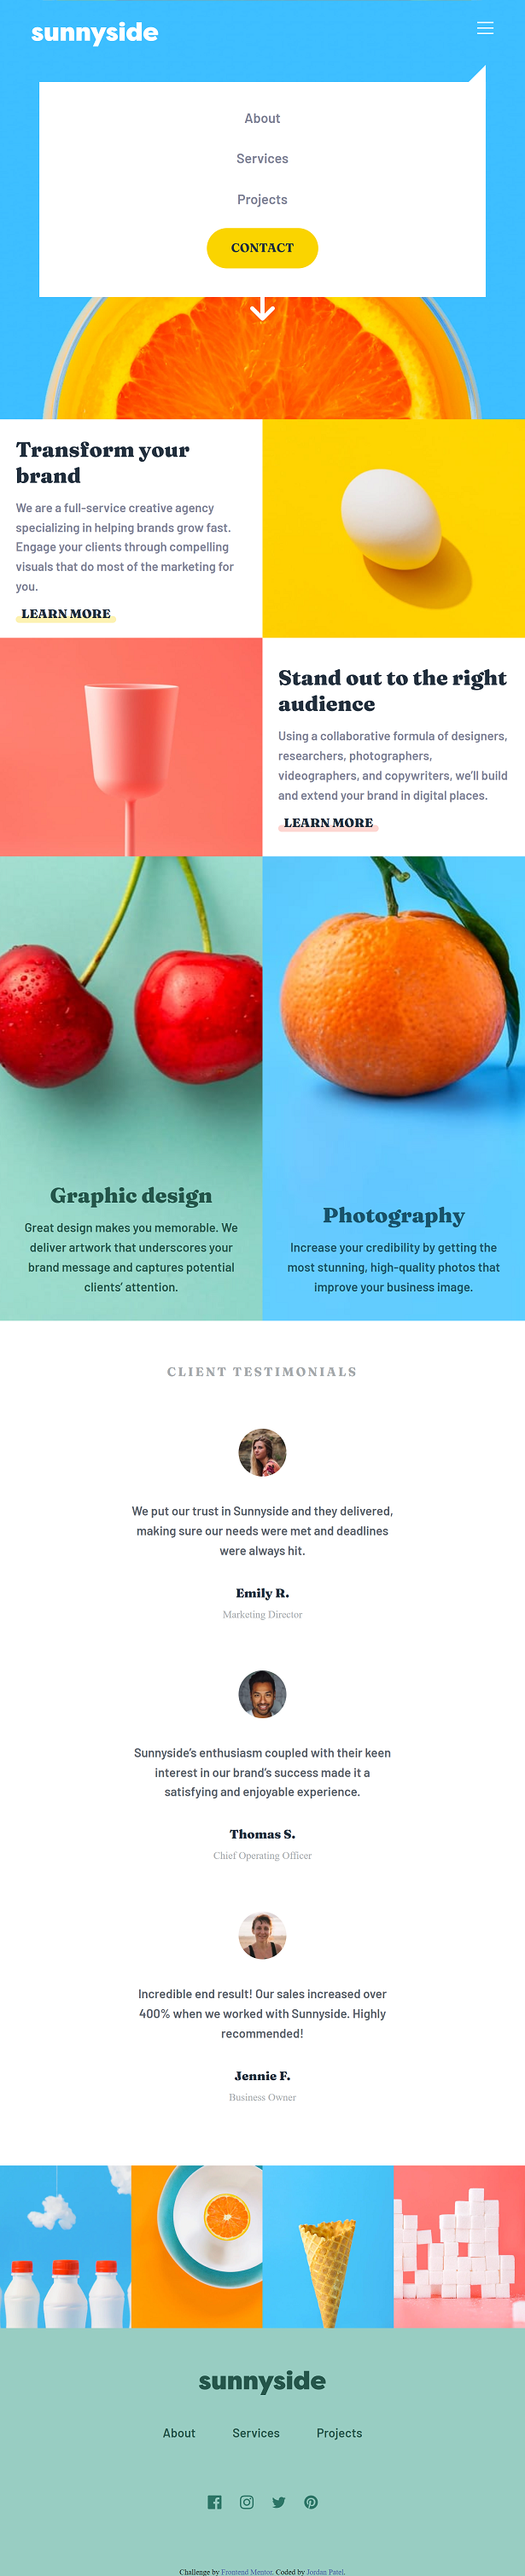 sunnyside
About
Services
Projects
CONTACT
Transform your
brand
We are a full-service creative agency
specializing in helping brands grow fast.
Engage your clients through compelling
visuals that do most of the marketing for
you.
LEARN MORE
Stand out to the right
audience
Using a collaborative formula of designers,
researchers, photographers,
videographers, and copywriters, we’ll build
and extend your brand in digital places.
LEARN MORE
Graphic design
Great design makes you memorable. We
deliver artwork that underscores your
brand message and captures potential
clients’ attention.
Photography
Increase your credibility by getting the
most stunning, high-quality photos that
improve your business image.
CLIENT TESTIMONIALS
We put our trust in Sunnyside and they delivered,
making sure our needs were met and deadlines
were always hit.
Emily R.
Marketing Director
Sunnyside’s enthusiasm coupled with their keen
interest in our brand’s success made it a
satisfying and enjoyable experience.
Thomas S.
Chief Operating Officer
Incredible end result! Our sales increased over
400% when we worked with Sunnyside. Highly
recommended!
Jennie F.
Business Owner
sunnyside
About Services Projects
Challenge by Frontend Mentor. Coded by Jordan Patel.